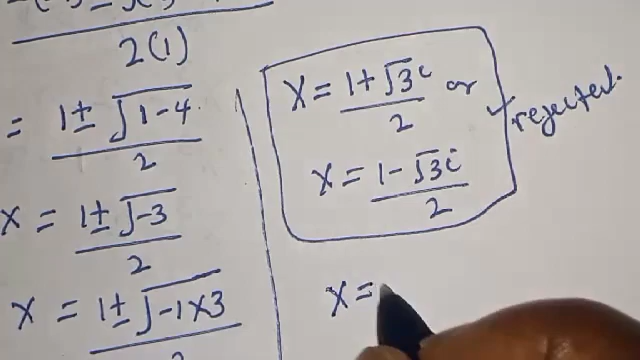 2(1)
= 1±√1-4 / 2
x = 1±√-3 / 2
x = 1±√-1×3
x = 1+√3i / 2 or
x = 1-√3i / 2
rejected.
x =